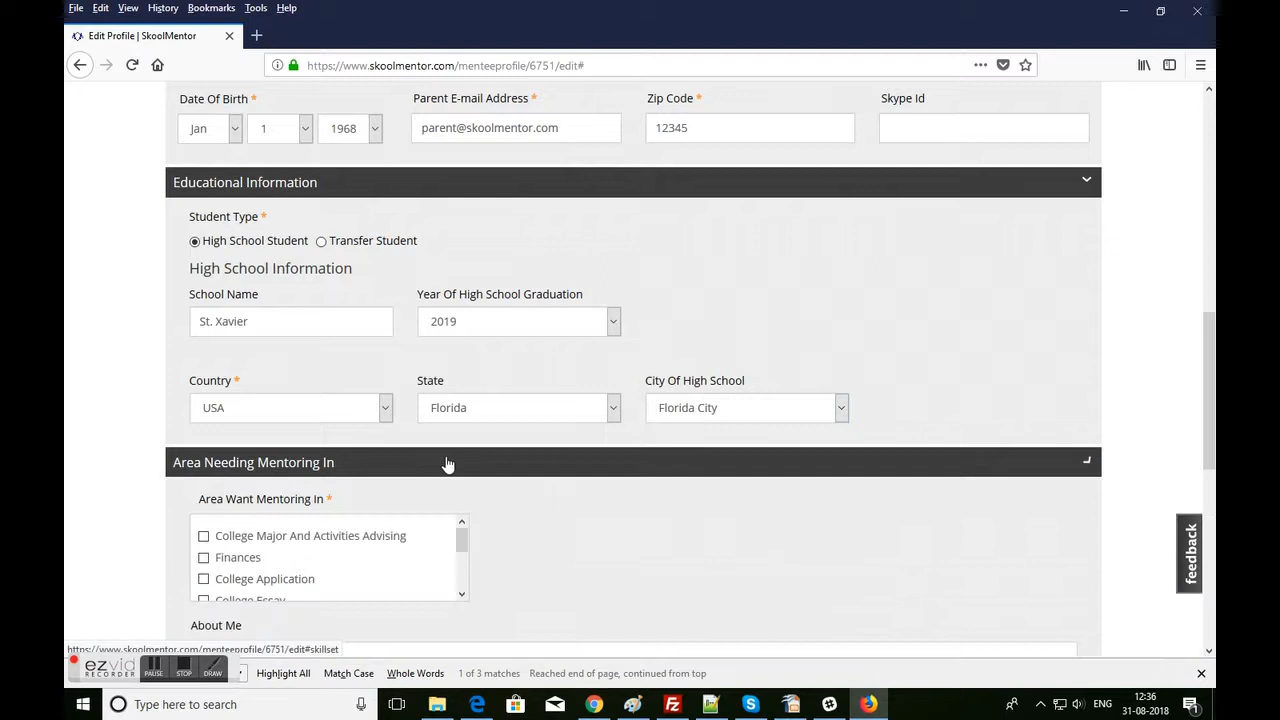 File Edit View History Bookmarks Tools Help
Edit Profile | SkoolMentor
https://www.skoolmentor.com/menteeprofile/6751/edit#
Date Of Birth * Parent E-mail Address * Zip Code * Skype Id
Jan 1 1968 parent@skoolmentor.com 12345
Educational Information
Student Type *
High School Student Transfer Student
High School Information
School Name Year Of High School Graduation
St. Xavier 2019
Country * State City Of High School
USA Florida Florida City
Area Needing Mentoring In
Area Want Mentoring In *
College Major And Activities Advising
Finances
College Application
College Essay
feedback
About Me
https://www.skoolmentor.com/menteeprofile/6751/edit#skillset
ezvid RECORDER PAUSE STOP DRAW
Highlight All Match Case Whole Words 1 of 3 matches Reached end of page, continued from top
Type here to search ENG 12:36
31-08-2018 1